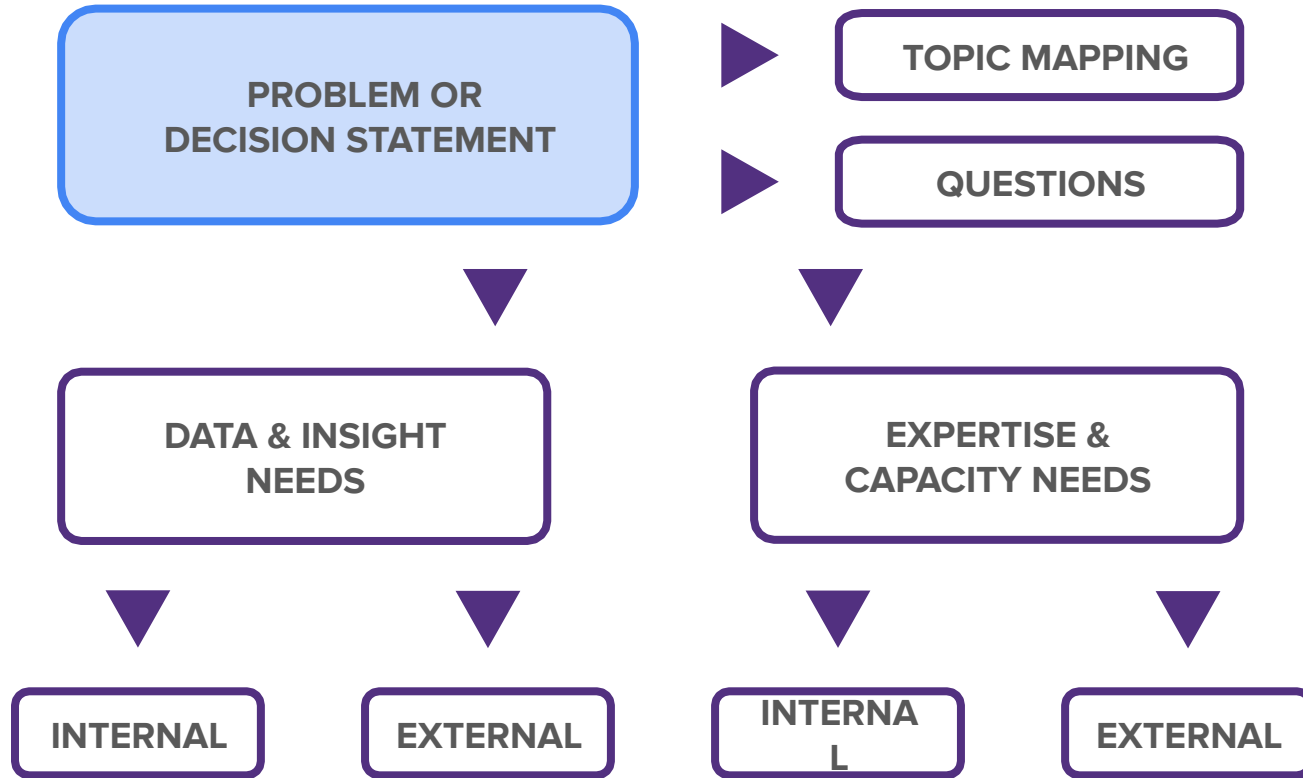 PROBLEM OR
DECISION STATEMENT
TOPIC MAPPING
QUESTIONS
DATA & INSIGHT
NEEDS
EXPERTISE &
CAPACITY NEEDS
INTERNAL
EXTERNAL
INTERNA
L
EXTERNAL